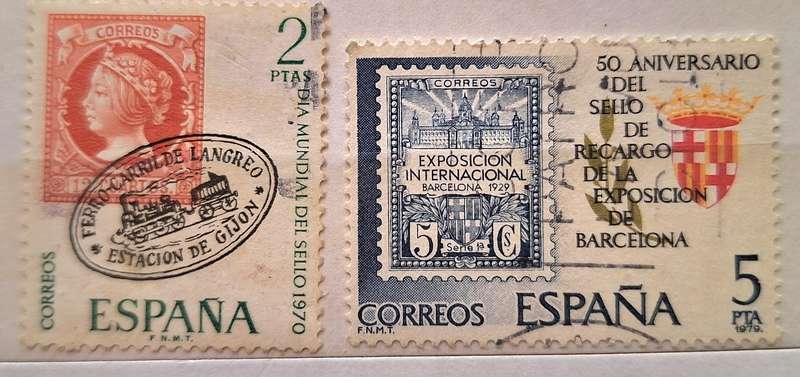 CORREOS
2
PTAS
FERRO-CARRIL DE LANGREO
ESTACION DE GIJON
DIA MUNDIAL DEL SELLO 1970
CORREOS
ESPAÑA
F.N.M.T.
CORREOS
EXPOSICIÓN
INTERNACIONAL
BARCELONA 1929
5 Cs
Serie 1ª
50 ANIVERSARIO
DEL
SELLO
DE
RECARGO
DE LA
EXPOSICION
DE
BARCELONA
CORREOS ESPAÑA
F.N.M.T.
5
PTA
1979